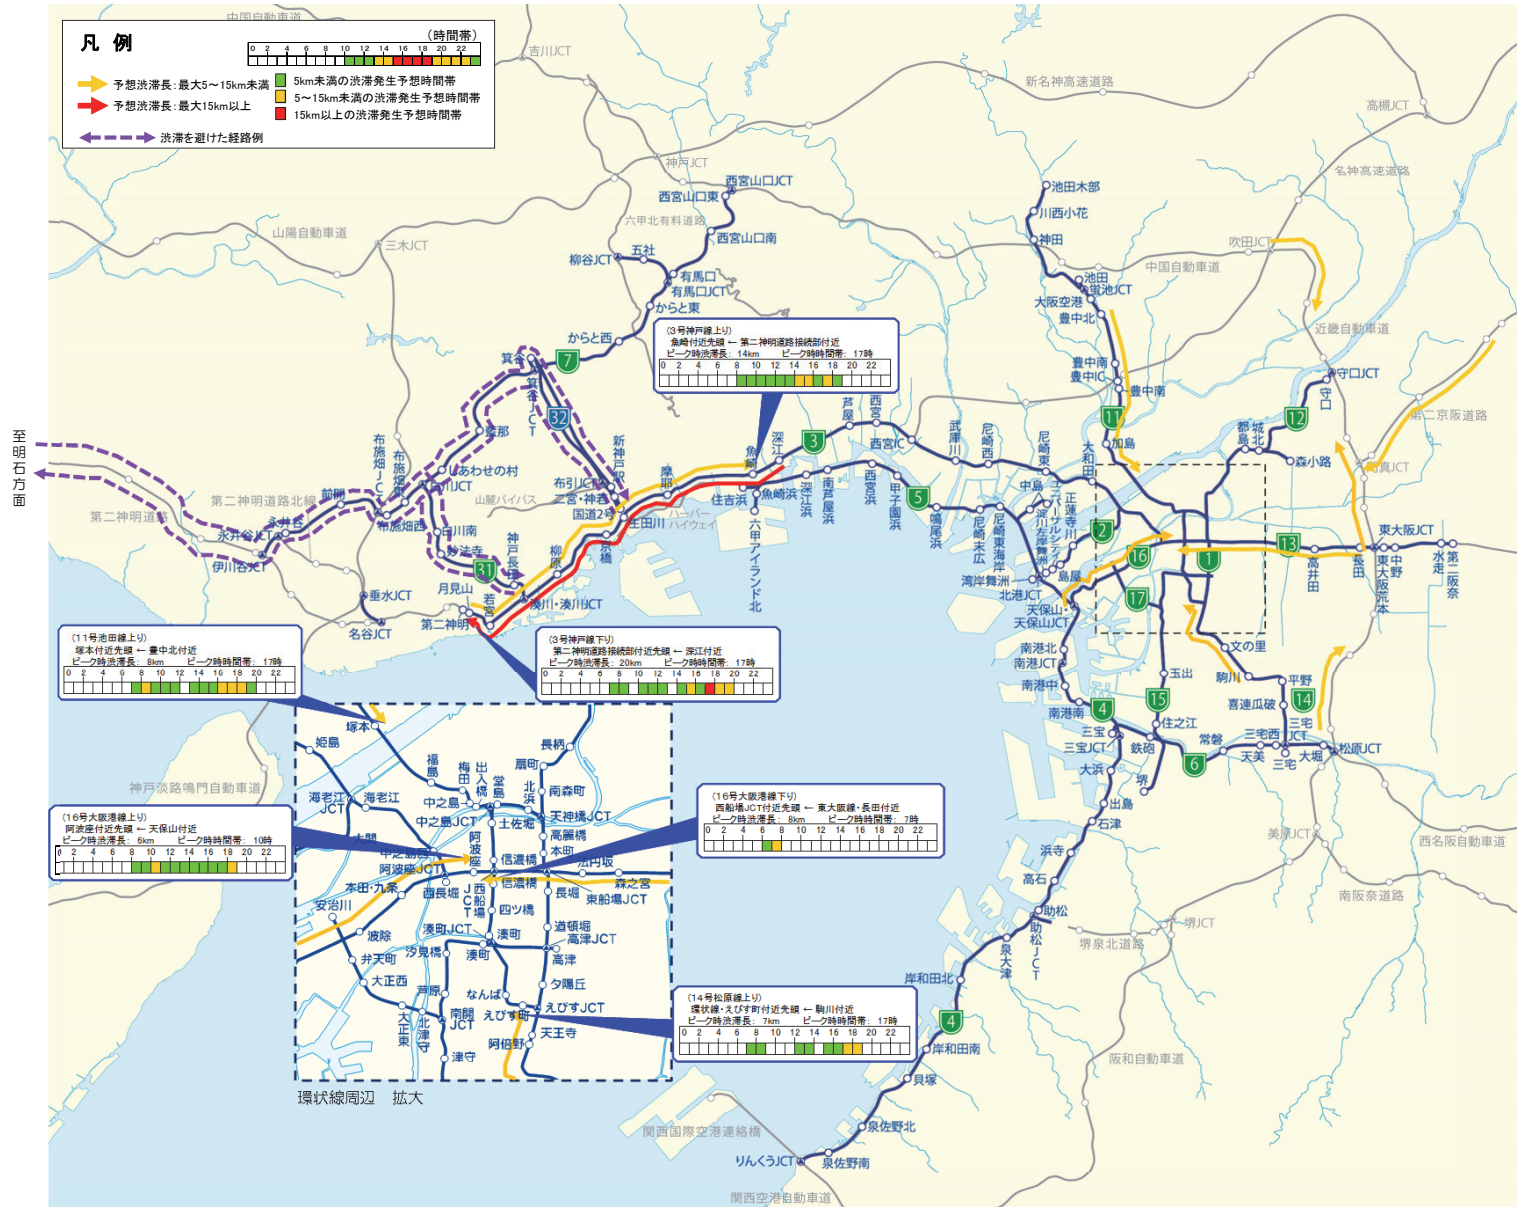 凡 例
(時間帯)
0 2 4 6 8 10 12 14 16 18 20 22
予想渋滞長:最大5~15km未満
予想渋滞長:最大15km以上
渋滞を避けた経路例
5km未満の渋滞発生予想時間帯
5~15km未満の渋滞発生予想時間帯
15km以上の渋滞発生予想時間帯
中国自動車道
吉川JCT
新名神高速道路
高槻JCT
名神高速道路
神戸JCT
西宮山口JCT
西宮山口東
六甲北有料道路
西宮山口南
山陽自動車道
三木JCT
柳谷JCT
五社
有馬口
有馬口JCT
からと東
からと西
池田木部
川西小花
神田
吹田JCT
中国自動車道
池田
蛍池JCT
大阪空港
豊中北
近畿自動車道
豊中南
豊中IC
豊中南
守口JCT
守口
第二京阪道路
(3号神戸線上り)
魚崎付近先頭 ← 第二神明道路接続部付近
ピーク時渋滞長: 14km ピーク時時間帯: 17時
0 2 4 6 8 10 12 14 16 18 20 22
箕谷
箕谷JCT
7
32
藍那
しあわせの村
白川JCT
布施畑JCT
布施畑東
布施畑西
前開
第二神明道路北線
第二神明道路
永井谷
永井谷JCT
伊川谷JCT
至明石方面
山麓バイパス
新神戸駅
布引JCT
二宮・神若
国道2号
生田川
摩耶
ハーバーハイウェイ
白川南
妙法寺
31
神戸長田
月見山
若宮
柳原
京橋
湊川・湊川JCT
第二神明
垂水JCT
名谷JCT
魚崎
深江
芦屋
西宮
西宮IC
3
住吉浜
魚崎浜
六甲アイランド北
深江浜
南芦屋浜
西宮浜
甲子園浜
5
鳴尾浜
武庫川
尼崎西
尼崎東
尼崎末広
尼崎東海岸
中島
ユニバーサルシティ
淀川左岸舞洲
正蓮寺川
湾岸舞洲
北港JCT
島屋
天保山・天保山JCT
大和田
加島
11
2
16
17
1
13
都島
城北
12
森小路
門真JCT
高井田
長田
東大阪荒本
中野
東大阪JCT
水走
第二阪奈
南港北
南港JCT
南港中
南港南
4
玉出
15
文の里
駒川
平野
喜連瓜破
14
三宅JCT
住之江
三宝
三宝JCT
鉄砲
大浜
堺
出島
石津
6
常磐
三宅西
天美
三宅
大堀
松原JCT
浜寺
高石
助松
助松JCT
泉大津
美原JCT
西名阪自動車道
南阪奈道路
堺JCT
堺泉北道路
岸和田北
4
岸和田南
貝塚
阪和自動車道
泉佐野北
泉佐野南
りんくうJCT
関西国際空港連絡橋
関西空港自動車道
神戸淡路鳴門自動車道
(11号池田線上り)
塚本付近先頭 ← 豊中北付近
ピーク時渋滞長: 8km ピーク時時間帯: 17時
0 2 4 6 8 10 12 14 16 18 20 22
(3号神戸線下り)
第二神明道路接続部付近先頭 ← 深江付近
ピーク時渋滞長: 20km ピーク時時間帯: 17時
0 2 4 6 8 10 12 14 16 18 20 22
(16号大阪港線上り)
阿波座付近先頭 ← 天保山付近
ピーク時渋滞長: 6km ピーク時時間帯: 10時
0 2 4 6 8 10 12 14 16 18 20 22
(16号大阪港線下り)
西船場JCT付近先頭 ← 東大阪線・長田付近
ピーク時渋滞長: 8km ピーク時時間帯: 7時
0 2 4 6 8 10 12 14 16 18 20 22
(14号松原線上り)
環状線・えびす町付近先頭 ← 駒川付近
ピーク時渋滞長: 7km ピーク時時間帯: 17時
0 2 4 6 8 10 12 14 16 18 20 22
塚本
姫島
福島
梅田
出入橋
堂島
北浜
長柄
扇町
南森町
海老江JCT
海老江
中之島
中之島JCT
土佐堀
天神橋JCT
高麗橋
本町
大開
中之島西
阿波座JCT
阿波座
信濃橋
信濃橋
法円坂
森之宮
東船場JCT
本田・九条
西長堀
西船場JCT
長堀
安治川
四ツ橋
道頓堀
波除
湊町JCT
湊町
湊町
高津JCT
高津
弁天町
汐見橋
夕陽丘
大正西
芦原
なんば
えびすJCT
えびす町
大正東
北津守
南開JCT
天王寺
阿倍野
津守
環状線周辺 拡大